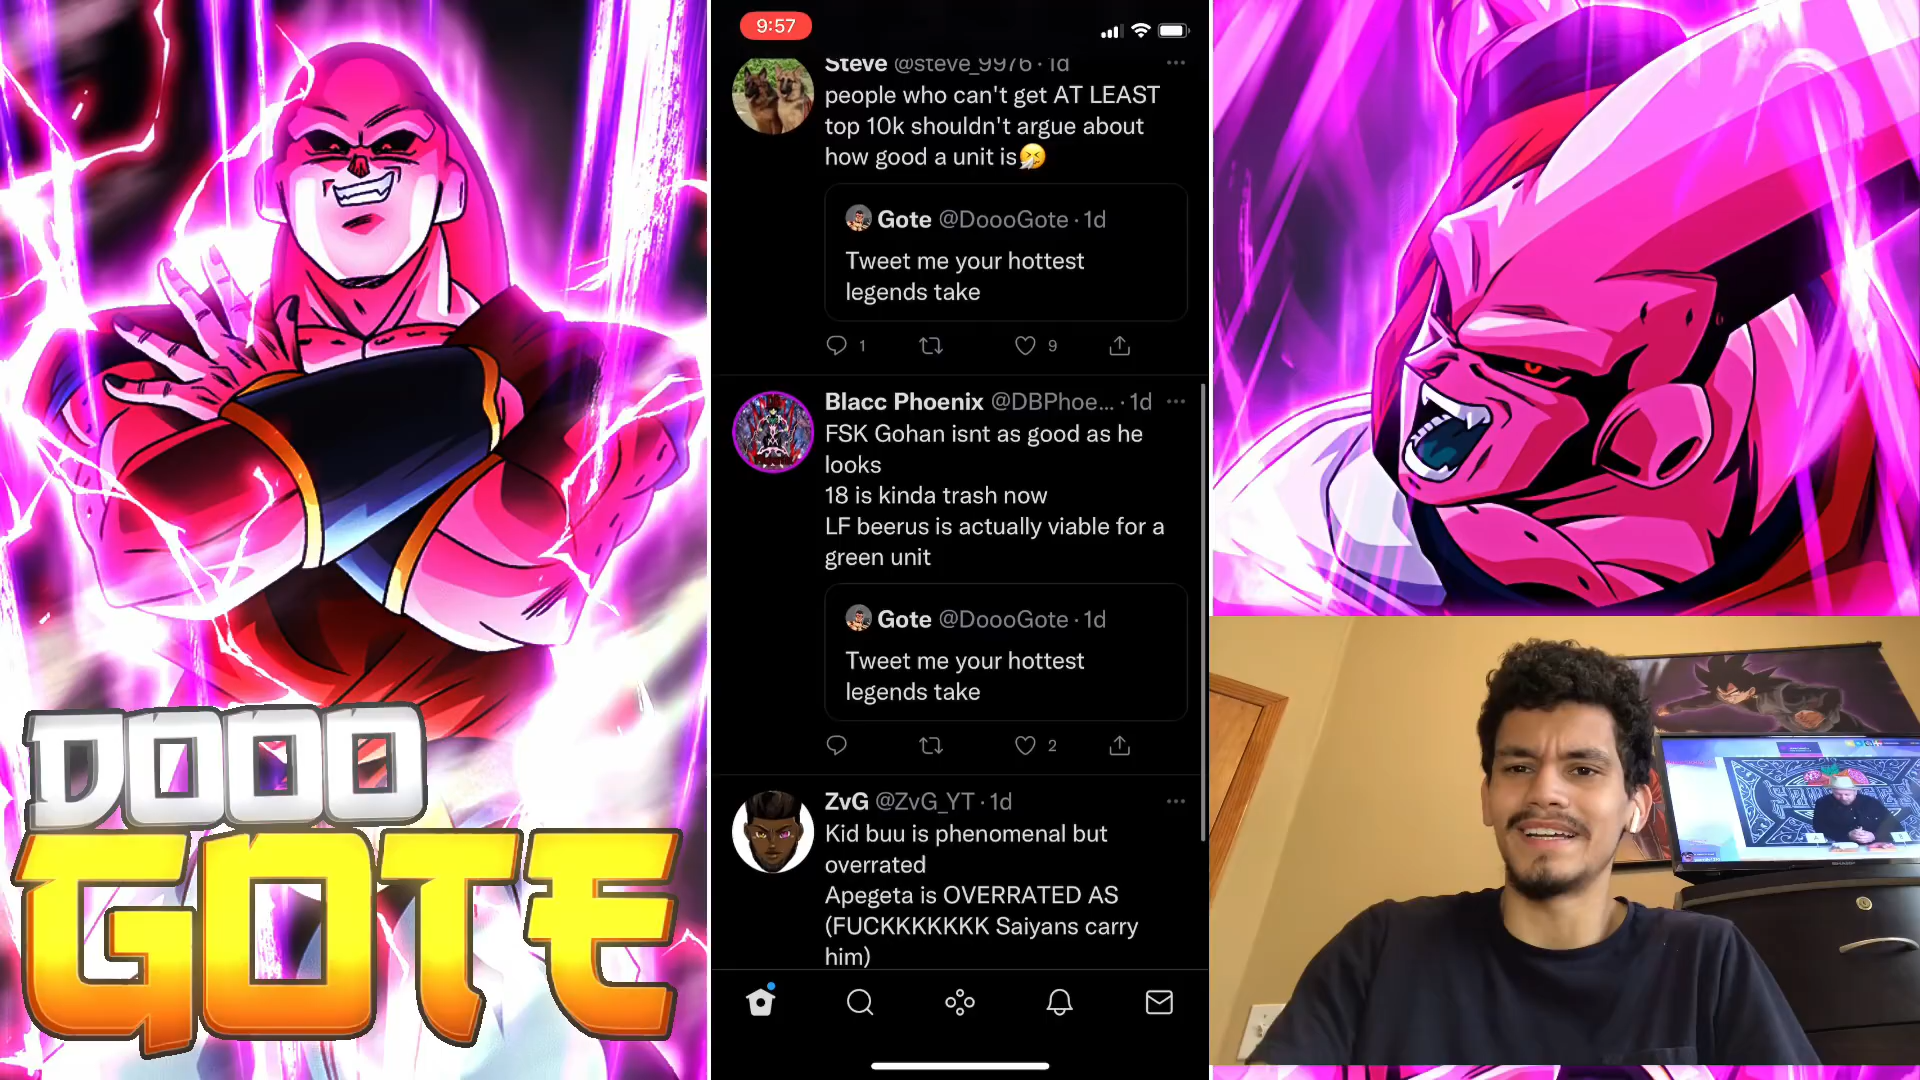 DOOO
GOTE
9:57
Steve @steve_9976 · 1d
people who can't get AT LEAST
top 10k shouldn't argue about
how good a unit is🤧
Gote @DoooGote · 1d
Tweet me your hottest
legends take
1
9
Blacc Phoenix @DBPhoe... · 1d
FSK Gohan isnt as good as he
looks
18 is kinda trash now
LF beerus is actually viable for a
green unit
Gote @DoooGote · 1d
Tweet me your hottest
legends take
2
ZvG @ZvG_YT · 1d
Kid buu is phenomenal but
overrated
Apegeta is OVERRATED AS
(FUCKKKKKKK Saiyans carry
him)